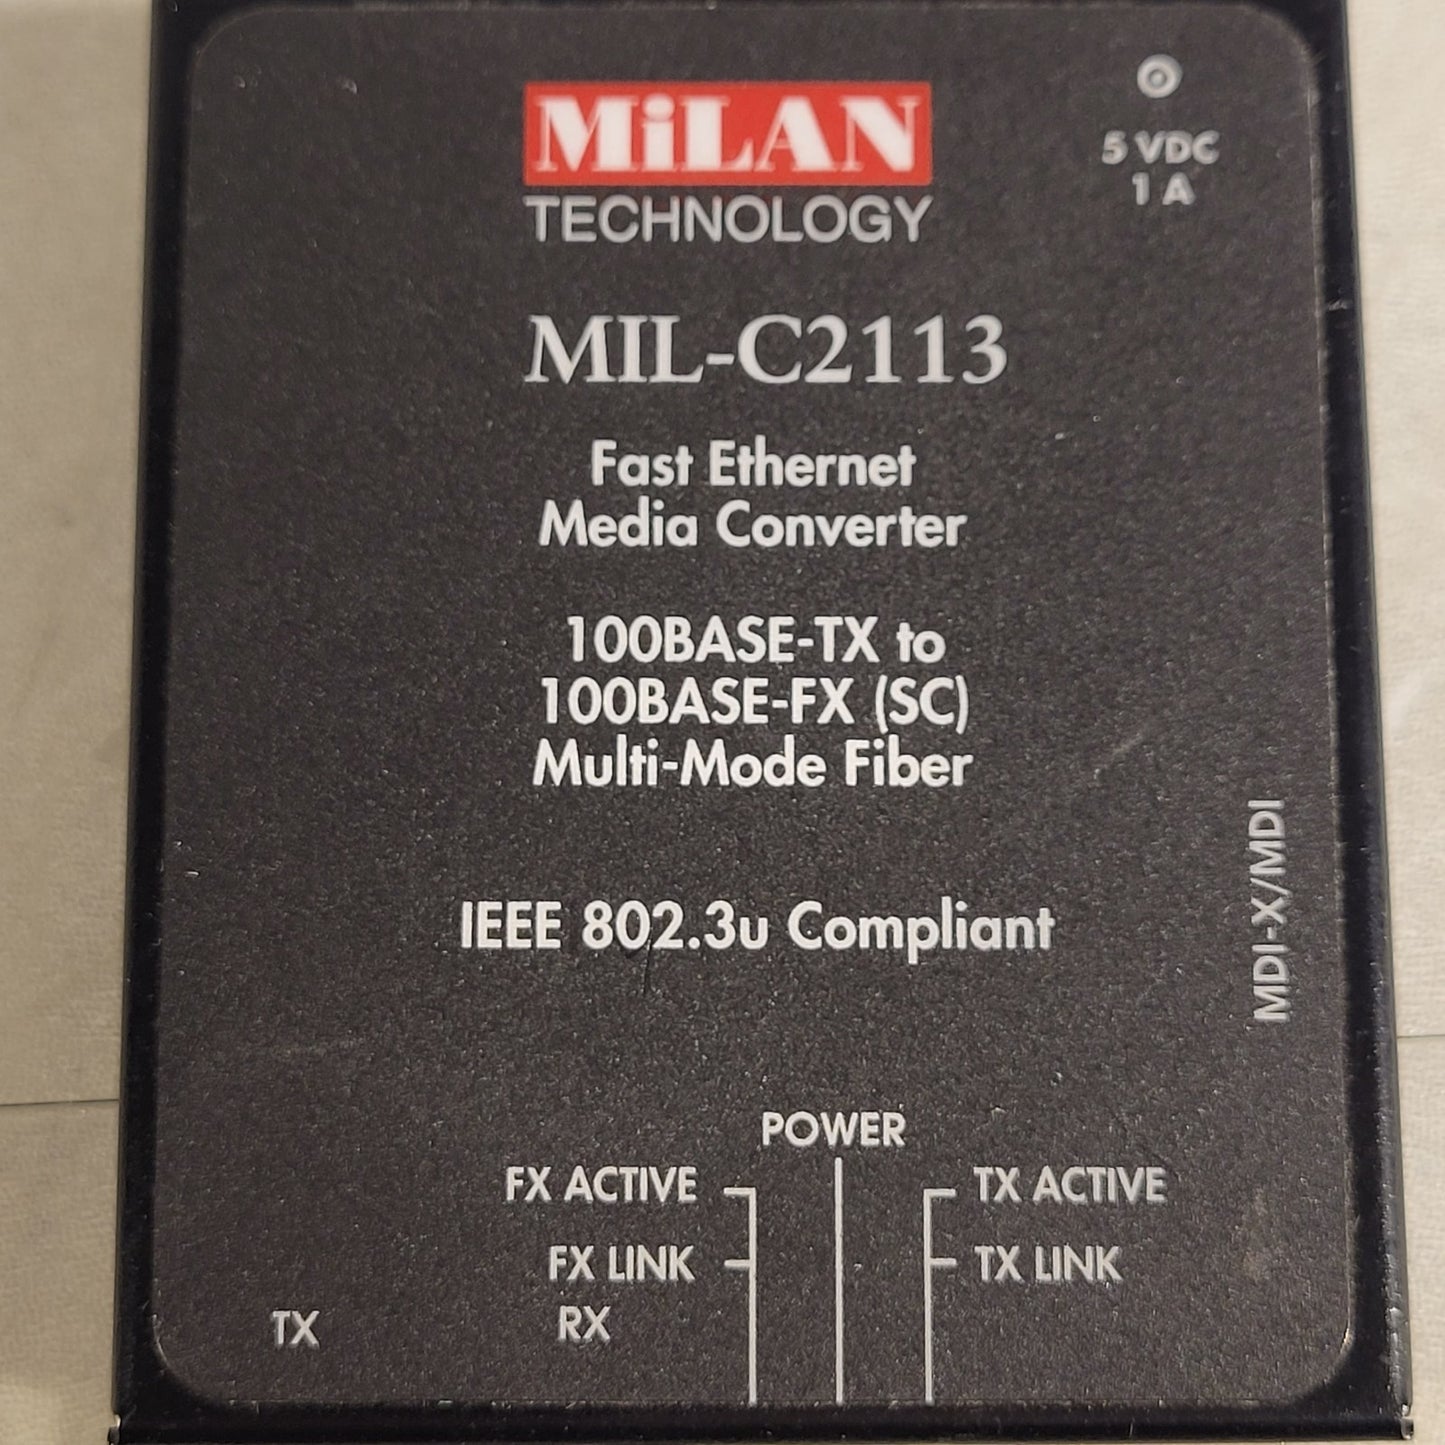 MiLAN
TECHNOLOGY
5 VDC
1 A
MIL-C2113
Fast Ethernet
Media Converter
100BASE-TX to
100BASE-FX (SC)
Multi-Mode Fiber
IEEE 802.3u Compliant
MDI-X/MDI
POWER
FX ACTIVE
TX ACTIVE
FX LINK
TX LINK
TX
RX